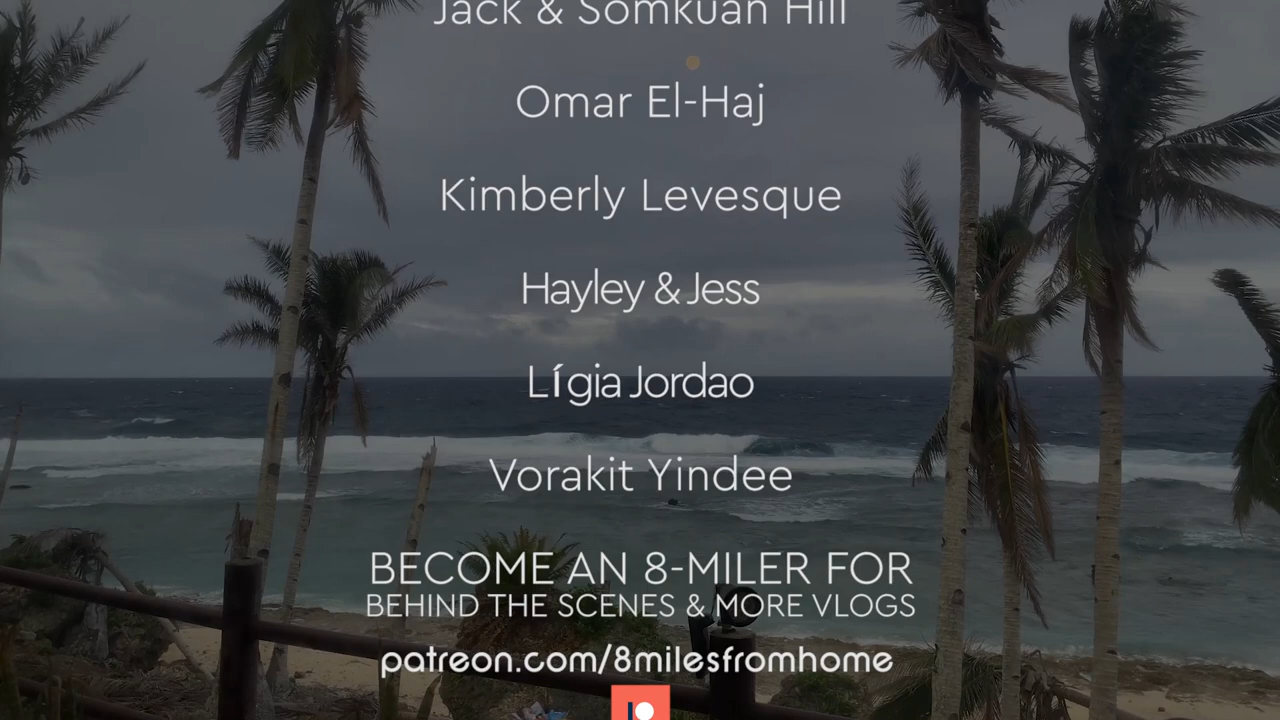 Jack & Somkuan Hill
Omar El-Haj
Kimberly Levesque
Hayley & Jess
Lígia Jordao
Vorakit Yindee
BECOME AN 8-MILER FOR
BEHIND THE SCENES & MORE VLOGS
patreon.com/8milesfromhome